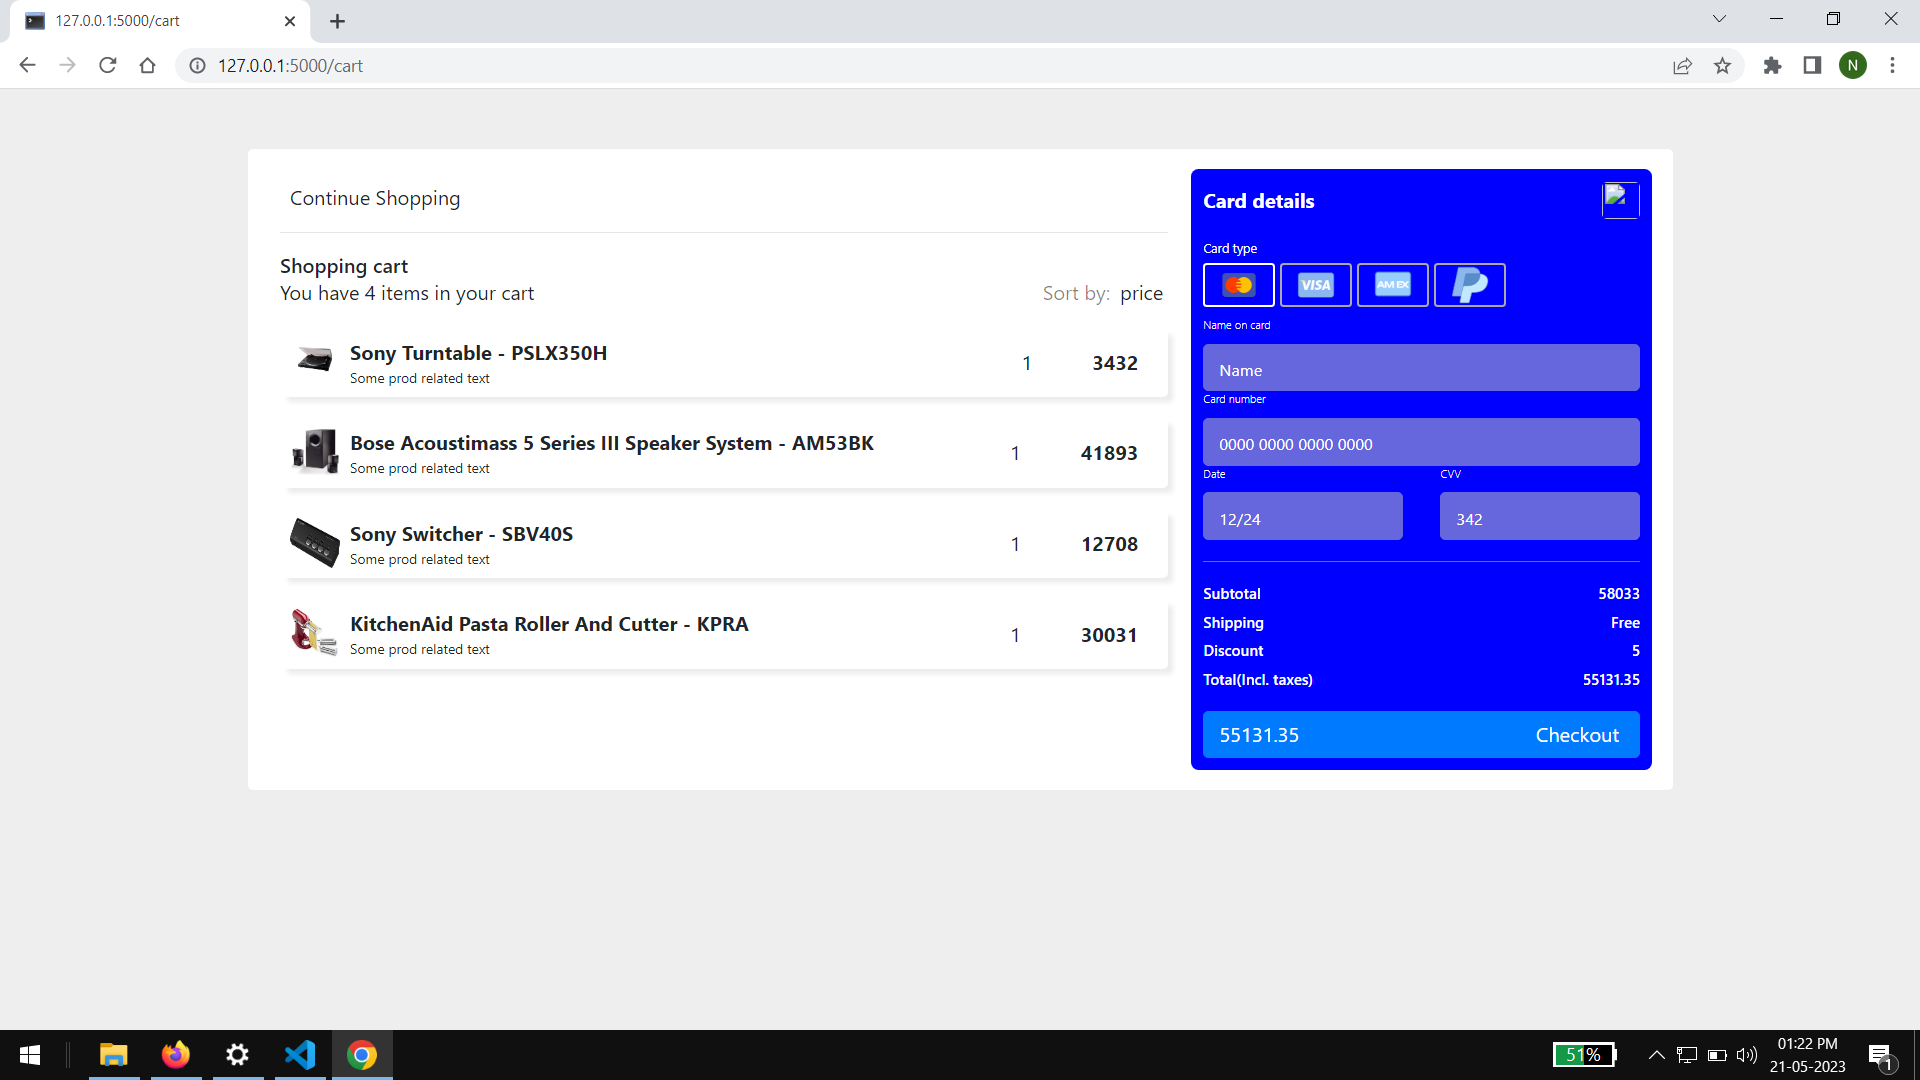 127.0.0.1:5000/cart
127.0.0.1:5000/cart
N
Continue Shopping
Shopping cart
You have 4 items in your cart
Sort by: price
Sony Turntable - PSLX350H
Some prod related text
1
3432
Bose Acoustimass 5 Series III Speaker System - AM53BK
Some prod related text
1
41893
Sony Switcher - SBV40S
Some prod related text
1
12708
KitchenAid Pasta Roller And Cutter - KPRA
Some prod related text
1
30031
Card details
Card type
VISA
AM EX
Name on card
Name
Card number
0000 0000 0000 0000
Date
CVV
12/24
342
Subtotal 58033
Shipping Free
Discount 5
Total(Incl. taxes) 55131.35
55131.35 Checkout
51%
01:22 PM
21-05-2023
1